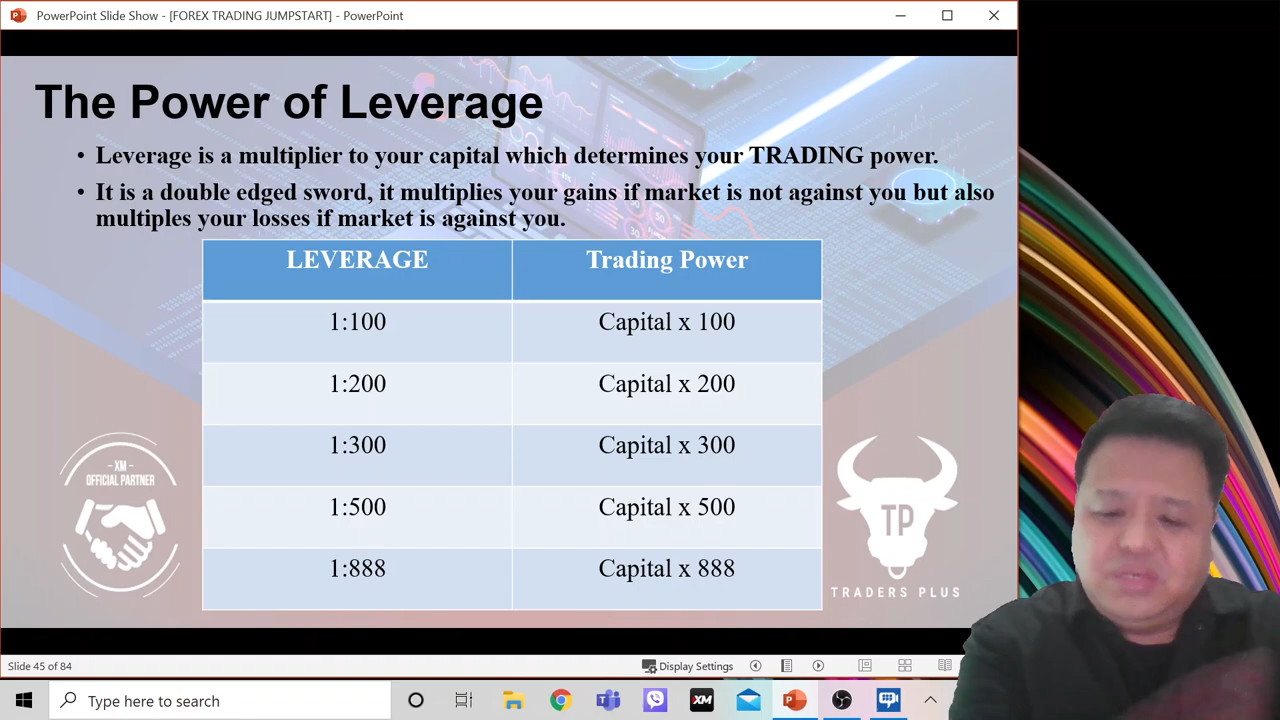 PowerPoint Slide Show - [FOREX TRADING JUMPSTART] - PowerPoint
The Power of Leverage
• Leverage is a multiplier to your capital which determines your TRADING power.
• It is a double edged sword, it multiplies your gains if market is not against you but also
multiples your losses if market is against you.
LEVERAGE Trading Power
1:100 Capital x 100
1:200 Capital x 200
1:300 Capital x 300
1:500 Capital x 500
1:888 Capital x 888
- XM -
OFFICIAL PARTNER
TP
TRADERS PLUS
Slide 45 of 84 Display Settings
Type here to search
XM